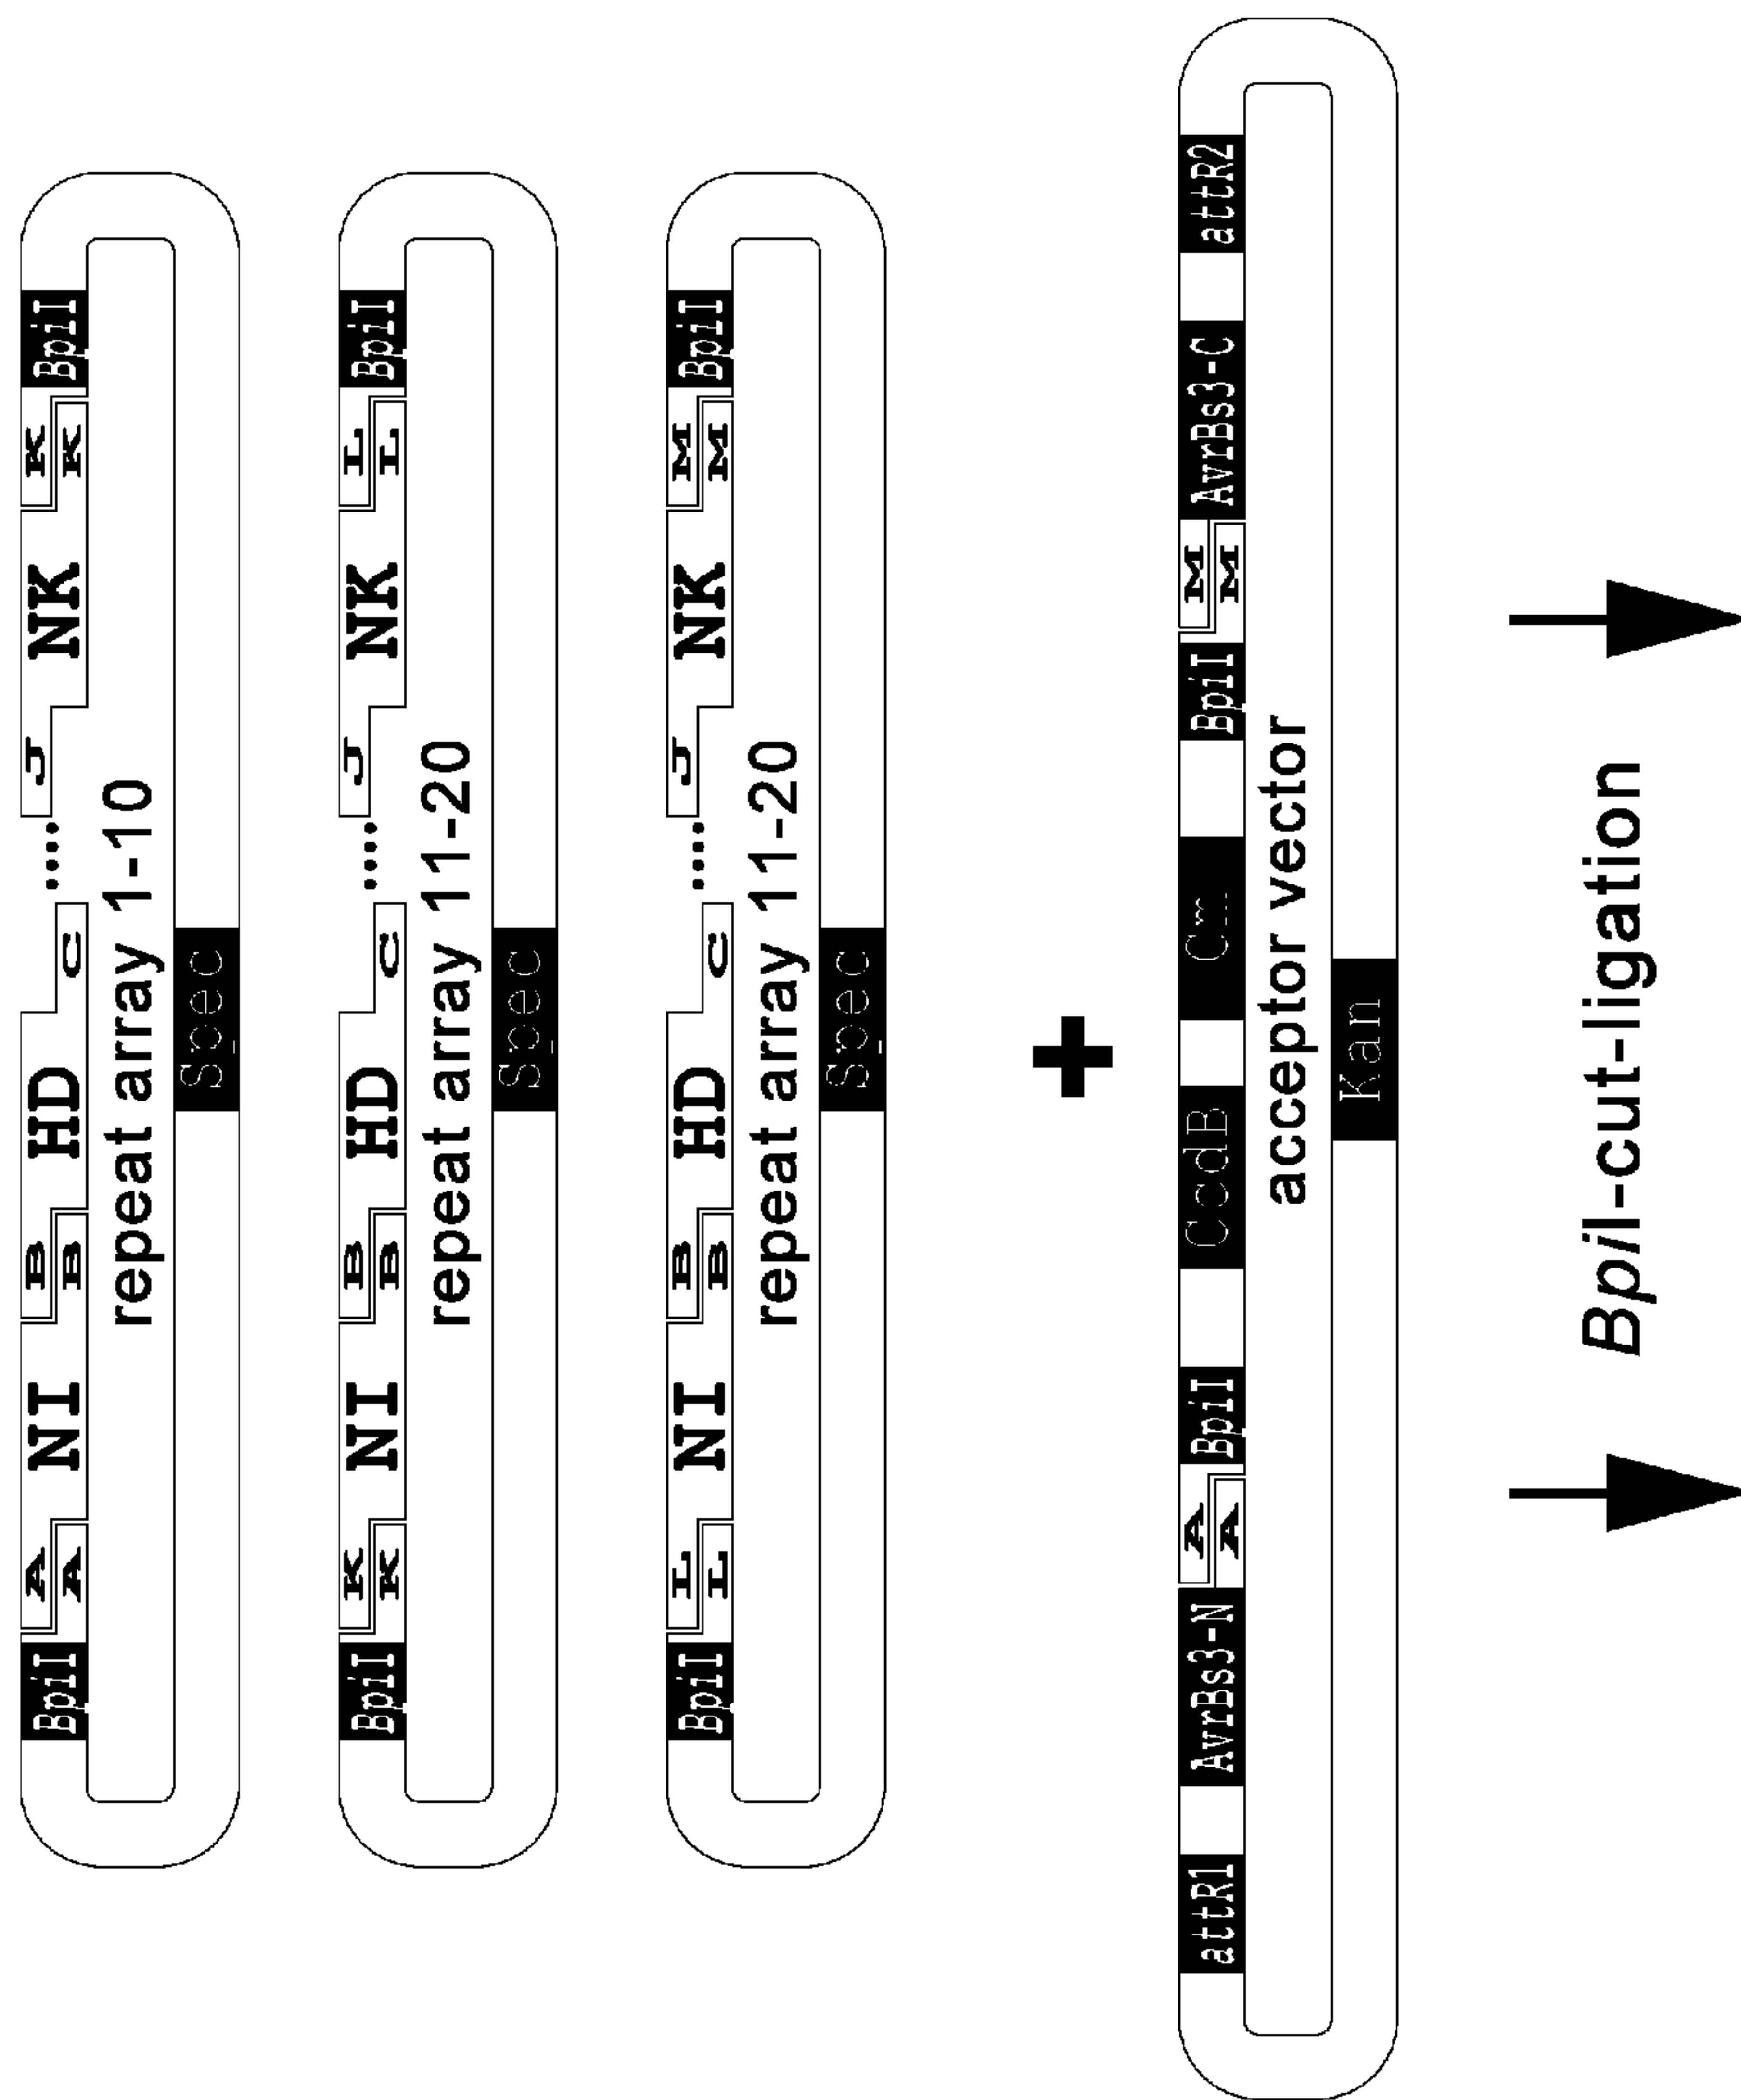 BpiI A A NI B B HD C .... J NK K K BpiI
repeat array 1-10
Spec
BpiI K K NI B B HD C .... J NK L L BpiI
repeat array 11-20
Spec
BpiI L L NI B B HD C .... J NK M M BpiI
repeat array 11-20
Spec
+
attR1 AvrBs3-N A A BpiI CcdB Cm BpiI M M AvrBs3-C attR2
acceptor vector
Kan
BpiI-cut-ligation